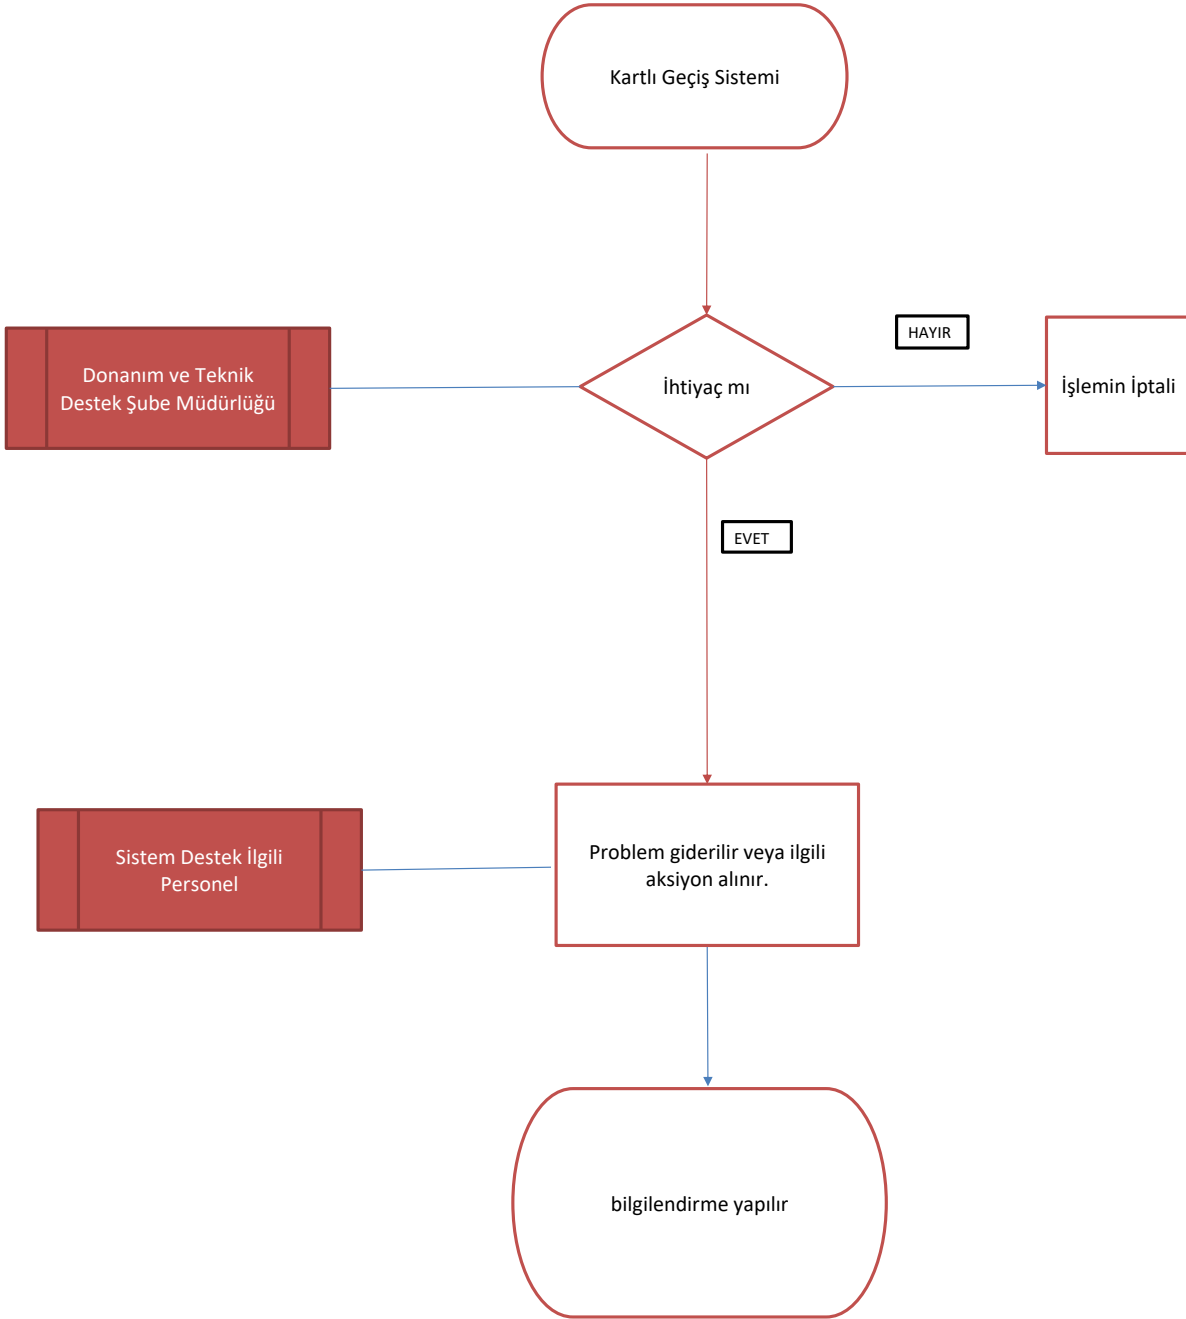 Kartlı Geçiş Sistemi
HAYIR
Donanım ve Teknik
Destek Şube Müdürlüğü
İhtiyaç mı
İşlemin İptali
EVET
Sistem Destek İlgili
Personel
Problem giderilir veya ilgili
aksiyon alınır.
bilgilendirme yapılır